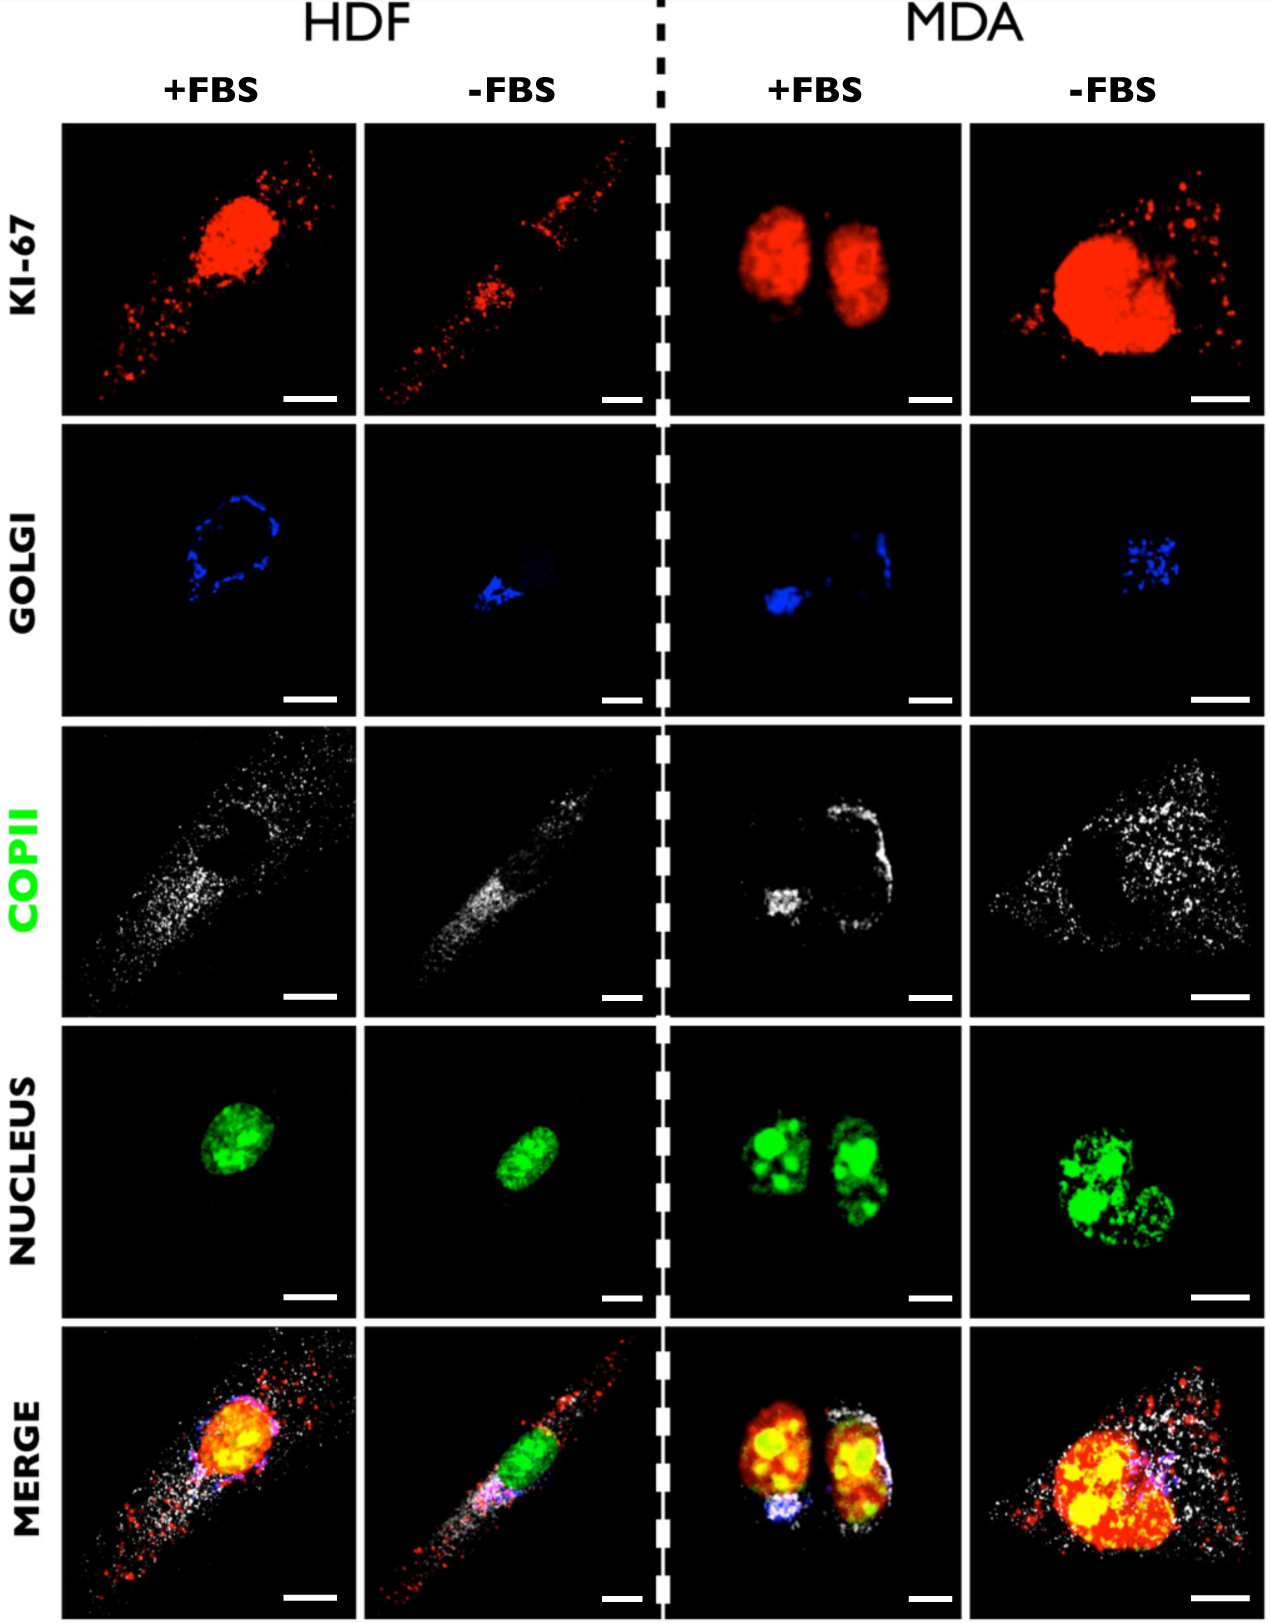 HDF MDA
+FBS -FBS +FBS -FBS
KI-67
GOLGI
COPII
NUCLEUS
MERGE